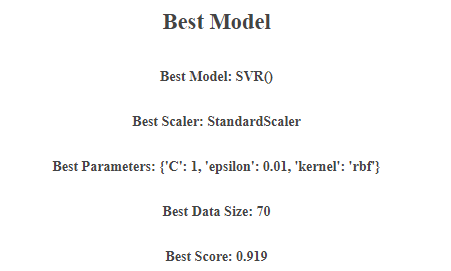 Best Model
Best Model: SVR()
Best Scaler: StandardScaler
Best Parameters: {'C': 1, 'epsilon': 0.01, 'kernel': 'rbf'}
Best Data Size: 70
Best Score: 0.919